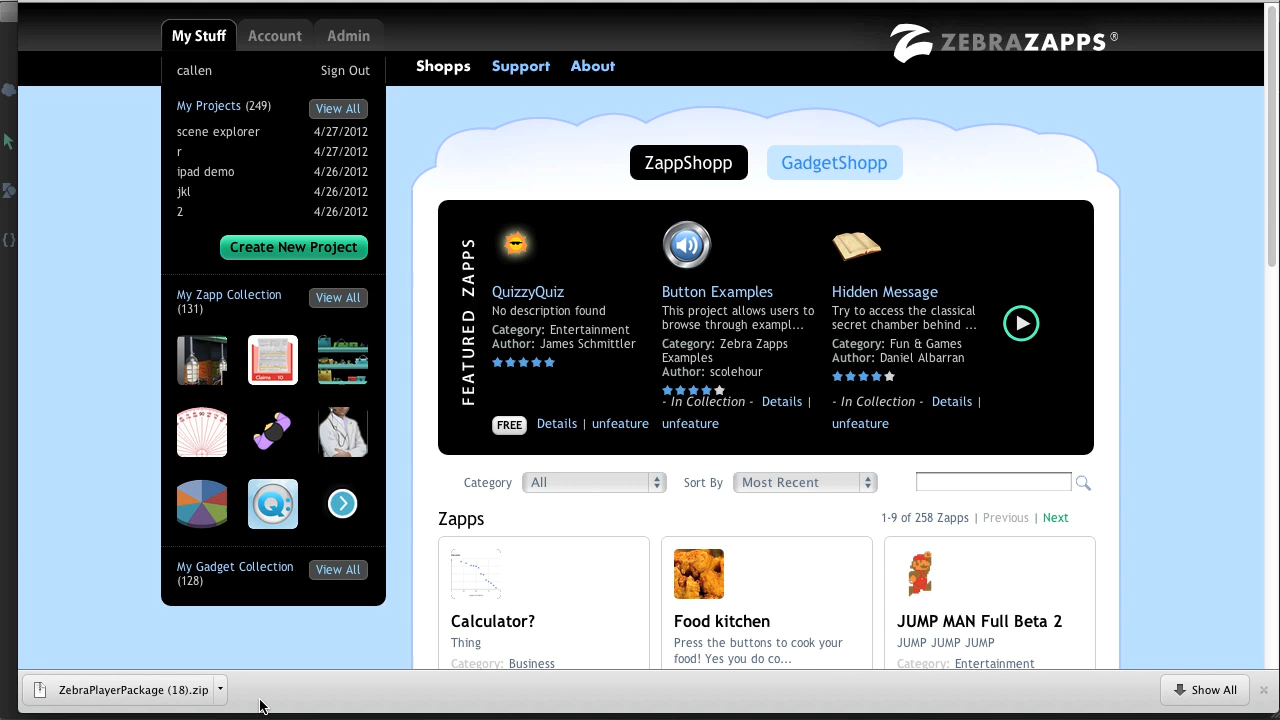 My Stuff
Account
Admin
ZEBRAZAPPS®
callen
Sign Out
Shopps
Support
About
My Projects (249)
View All
scene explorer 4/27/2012
r 4/27/2012
ipad demo 4/26/2012
jkl 4/26/2012
2 4/26/2012
Create New Project
My Zapp Collection
(131)
View All
Claims - 10
Q
My Gadget Collection
(128)
View All
ZappShopp
GadgetShopp
FEATURED ZAPPS
QuizzyQuiz
No description found
Category: Entertainment
Author: James Schmittler
FREE
Details | unfeature
Button Examples
This project allows users to
browse through exampl...
Category: Zebra Zapps
Examples
Author: scolehour
- In Collection - Details |
unfeature
Hidden Message
Try to access the classical
secret chamber behind ...
Category: Fun & Games
Author: Daniel Albarran
- In Collection - Details |
unfeature
Category All
Sort By Most Recent
Zapps
1-9 of 258 Zapps | Previous | Next
Calculator?
Thing
Category: Business
Food kitchen
Press the buttons to cook your
food! Yes you do co...
JUMP MAN Full Beta 2
JUMP JUMP JUMP
Category: Entertainment
ZebraPlayerPackage (18).zip
Show All